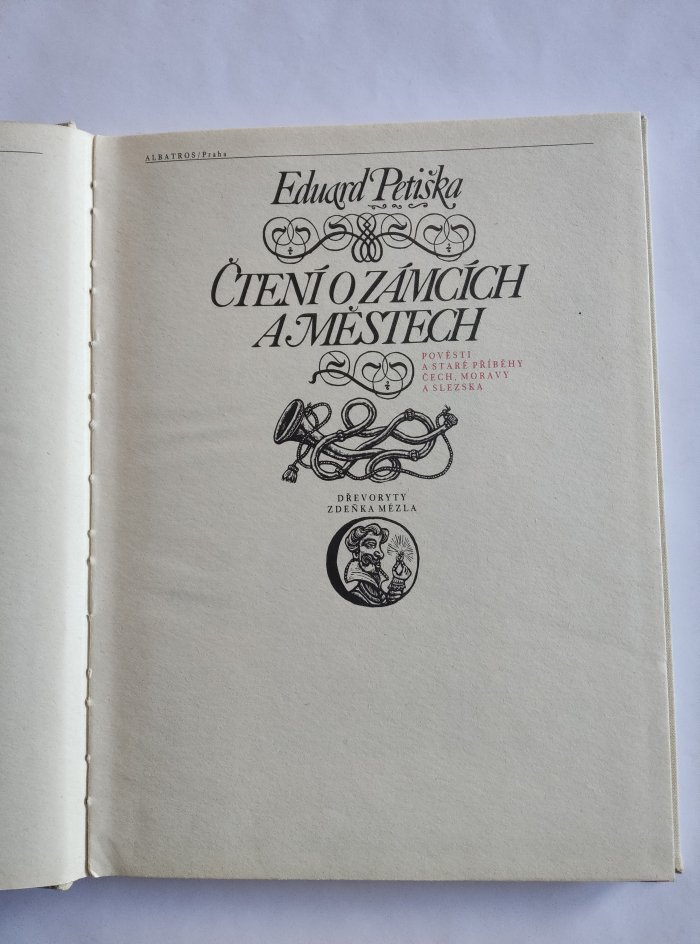 ALBATROS/Praha
Eduard Petiška
ČTENÍ O ZÁMCÍCH
A MĚSTECH
POVĚSTI
A STARÉ PŘÍBĚHY
ČECH, MORAVY
A SLEZSKA
DŘEVORYTY
ZDEŇKA MÉZLA